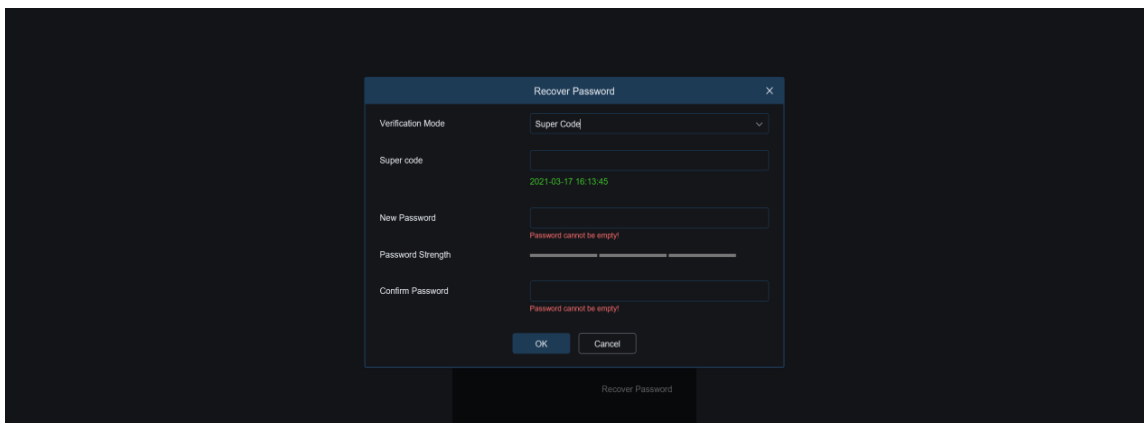 Recover Password
Verification Mode
Super Code
Super code
2021-03-17 16:13:45
New Password
Password cannot be empty!
Password Strength
Confirm Password
Password cannot be empty!
OK Cancel
Recover Password